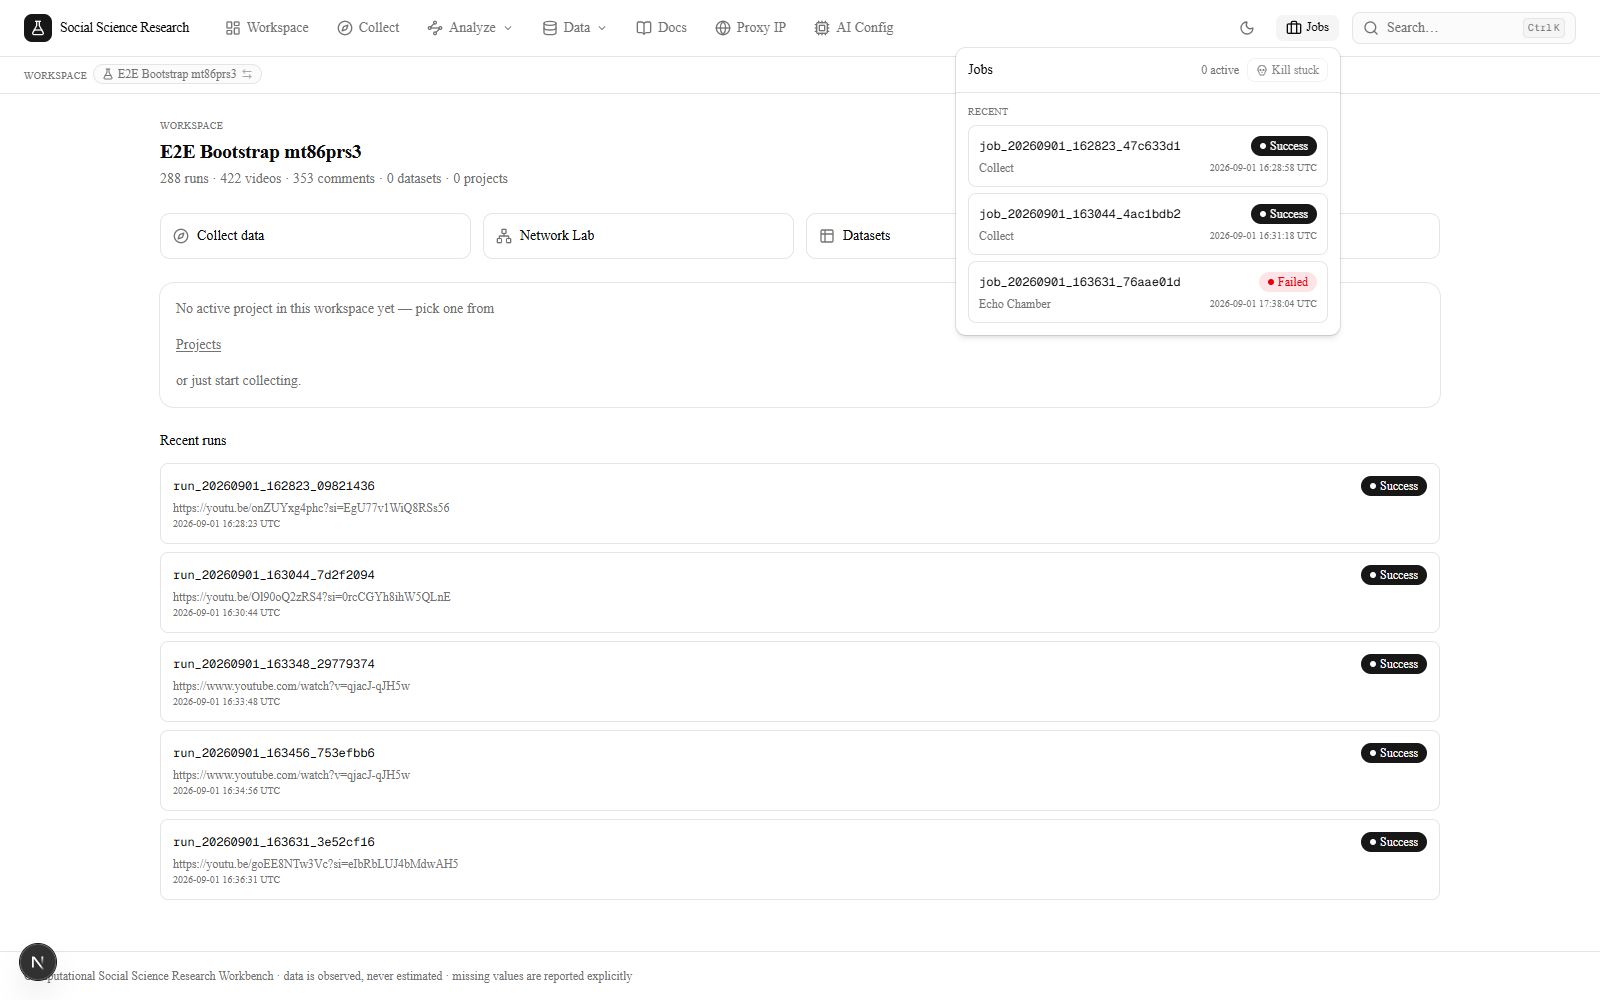 Social Science Research
Workspace
Collect
Analyze
Data
Docs
Proxy IP
AI Config
Jobs
Search...
Ctrl K
WORKSPACE
E2E Bootstrap mt86prs3
Jobs
0 active
Kill stuck
RECENT
job_20260901_162823_47c633d1
Success
Collect
2026-09-01 16:28:58 UTC
job_20260901_163044_4ac1bdb2
Success
Collect
2026-09-01 16:31:18 UTC
job_20260901_163631_76aae01d
Failed
Echo Chamber
2026-09-01 17:38:04 UTC
WORKSPACE
E2E Bootstrap mt86prs3
288 runs · 422 videos · 353 comments · 0 datasets · 0 projects
Collect data
Network Lab
Datasets
No active project in this workspace yet — pick one from
Projects
or just start collecting.
Recent runs
run_20260901_162823_09821436
Success
https://youtu.be/onZUYxg4phc?si=EgU77v1WiQ8RSs56
2026-09-01 16:28:23 UTC
run_20260901_163044_7d2f2094
Success
https://youtu.be/Ol90oQ2zRS4?si=0rcCGYh8ihW5QLnE
2026-09-01 16:30:44 UTC
run_20260901_163348_29779374
Success
https://www.youtube.com/watch?v=qjacJ-qJH5w
2026-09-01 16:33:48 UTC
run_20260901_163456_753efbb6
Success
https://www.youtube.com/watch?v=qjacJ-qJH5w
2026-09-01 16:34:56 UTC
run_20260901_163631_3e52cf16
Success
https://youtu.be/goEE8NTw3Vc?si=eIbRbLUJ4bMdwAH5
2026-09-01 16:36:31 UTC
N
putational Social Science Research Workbench · data is observed, never estimated · missing values are reported explicitly